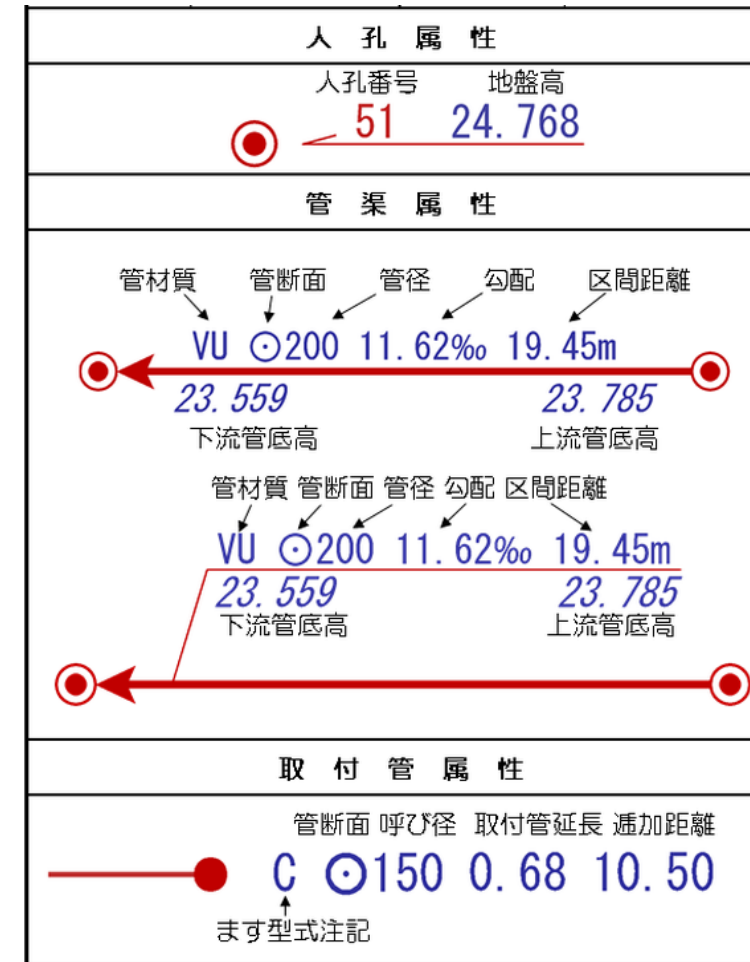 人孔属性
人孔番号 地盤高
51 24.768
管渠属性
管材質 管断面 管径 勾配 区間距離
VU ⊙200 11.62‰ 19.45m
23.559 23.785
下流管底高 上流管底高
管材質 管断面 管径 勾配 区間距離
VU ⊙200 11.62‰ 19.45m
23.559 23.785
下流管底高 上流管底高
取付管属性
管断面 呼び径 取付管延長 逓加距離
C ⊙150 0.68 10.50
ます型式注記